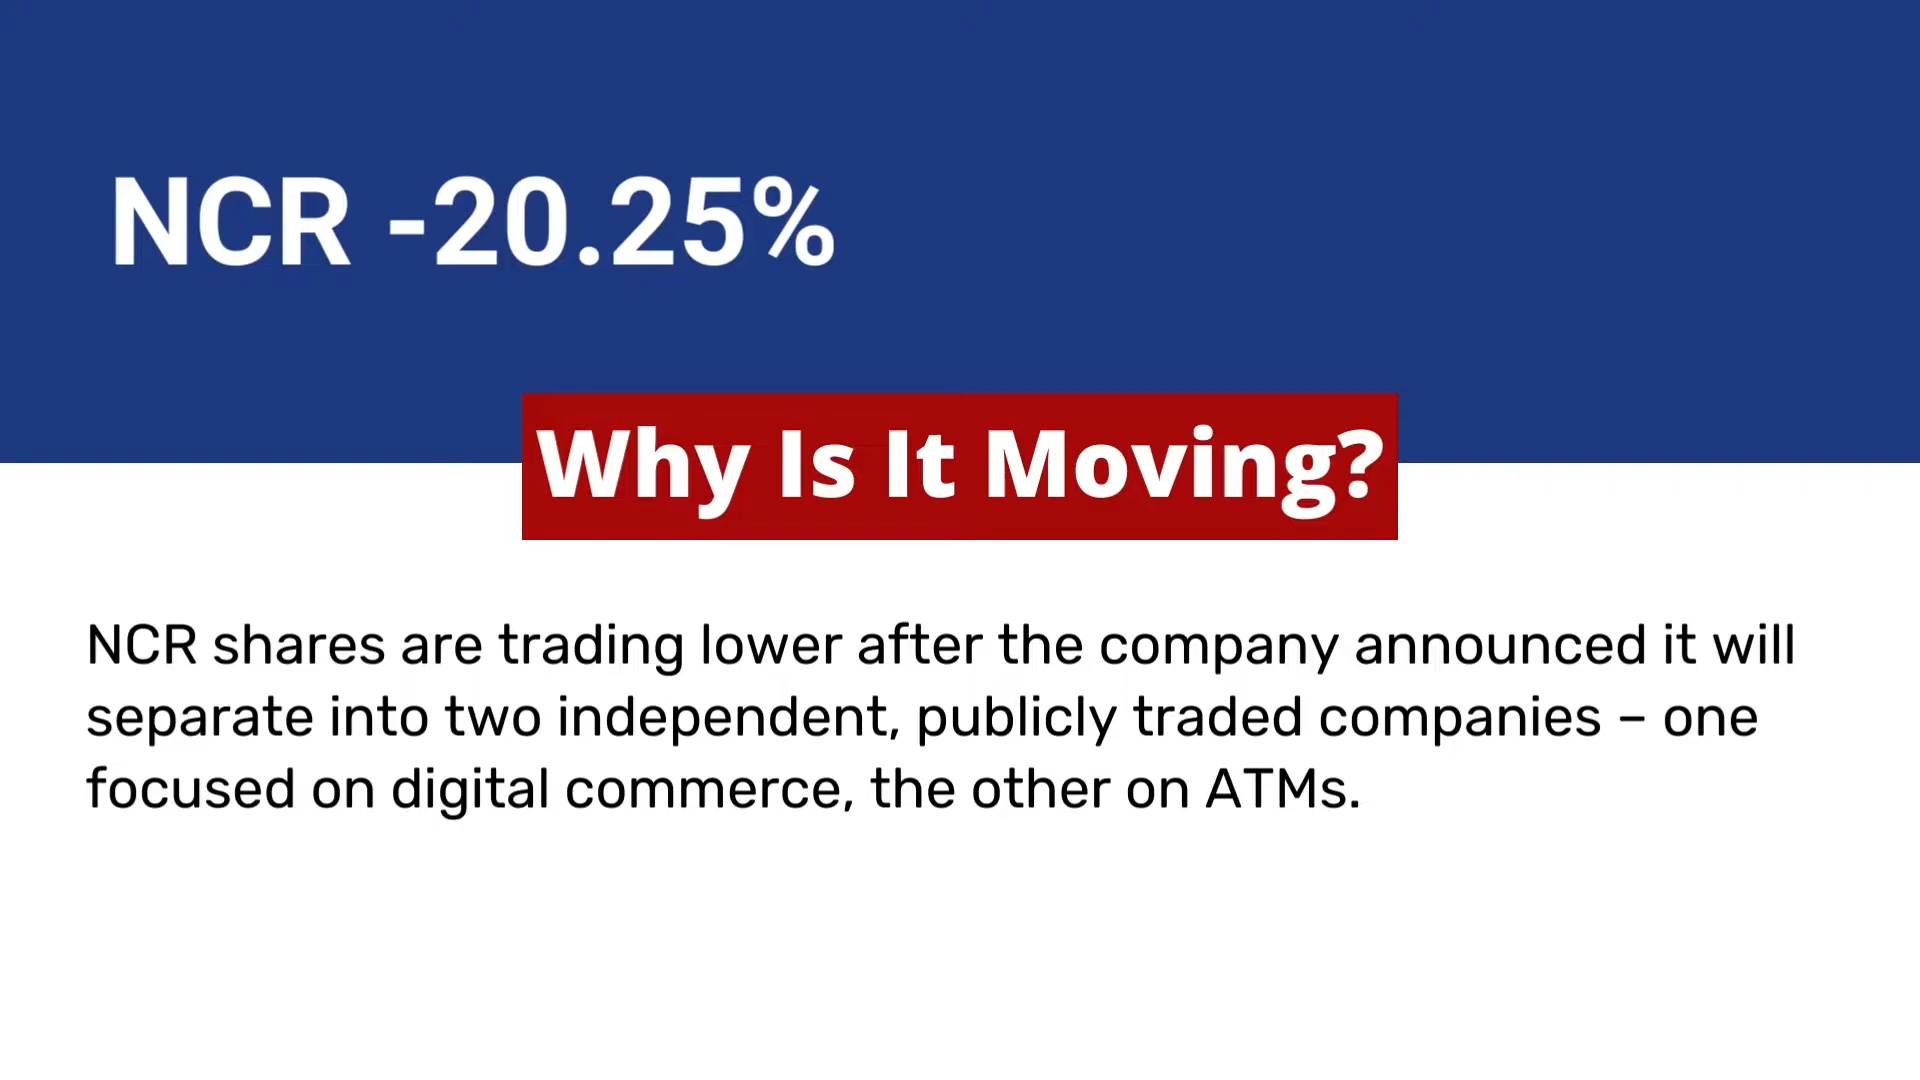 NCR -20.25%
Why Is It Moving?
NCR shares are trading lower after the company announced it will
separate into two independent, publicly traded companies – one
focused on digital commerce, the other on ATMs.